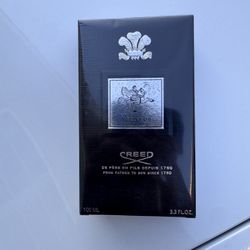 CREED
DE PÈRE EN FILS DEPUIS 1760
FROM FATHER TO SON SINCE 1760
100 ML
3.3 FL.OZ.